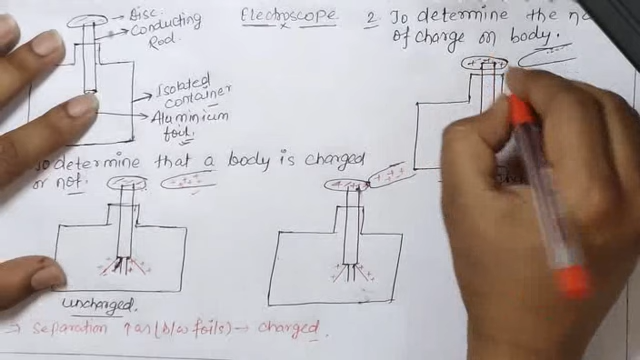 Electroscope.
→ Disc.
→ Conducting
Rod.
→ Isolated
container
→ Aluminium
foil.
2. To determine the
of charge on body.
To determine that a body is charged
or not.
uncharged.
⇒ Separation ↑ as (b/w foils) → charged.